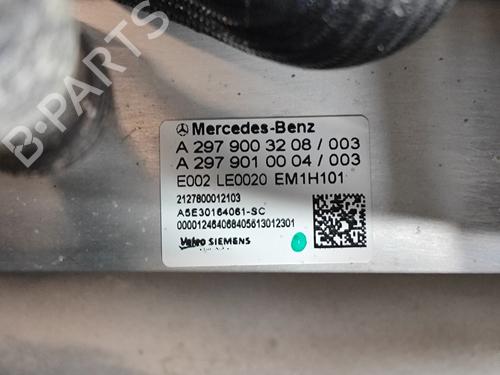 B-PARTS
Mercedes-Benz
A 297 900 32 08 / 003
A 297 901 00 04 / 003
E002 LE0020 EM1H101
2127800012103
A5E30164061-SC
000012464068405613012301
Valeo SIEMENS